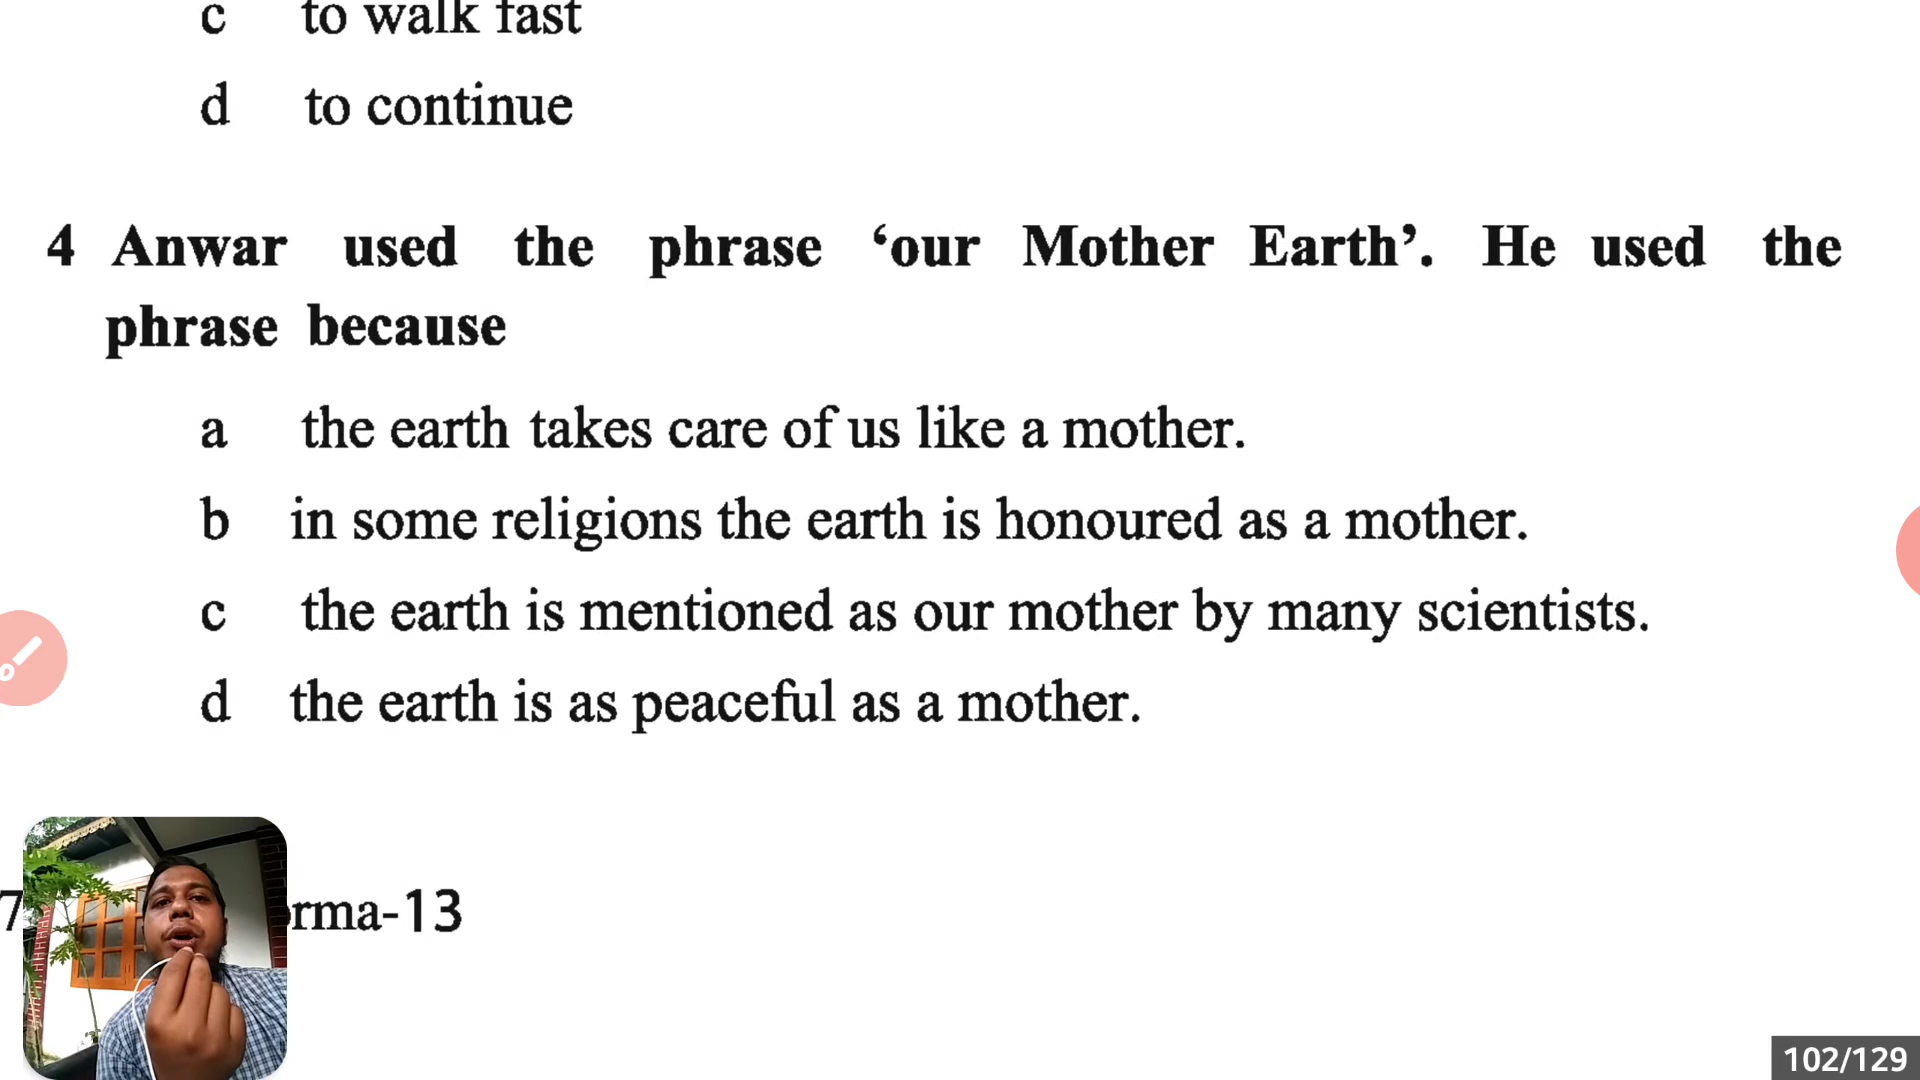 c to walk fast
d to continue
4 Anwar used the phrase ‘our Mother Earth’. He used the
phrase because
a the earth takes care of us like a mother.
b in some religions the earth is honoured as a mother.
c the earth is mentioned as our mother by many scientists.
d the earth is as peaceful as a mother.
7 rma-13
102/129